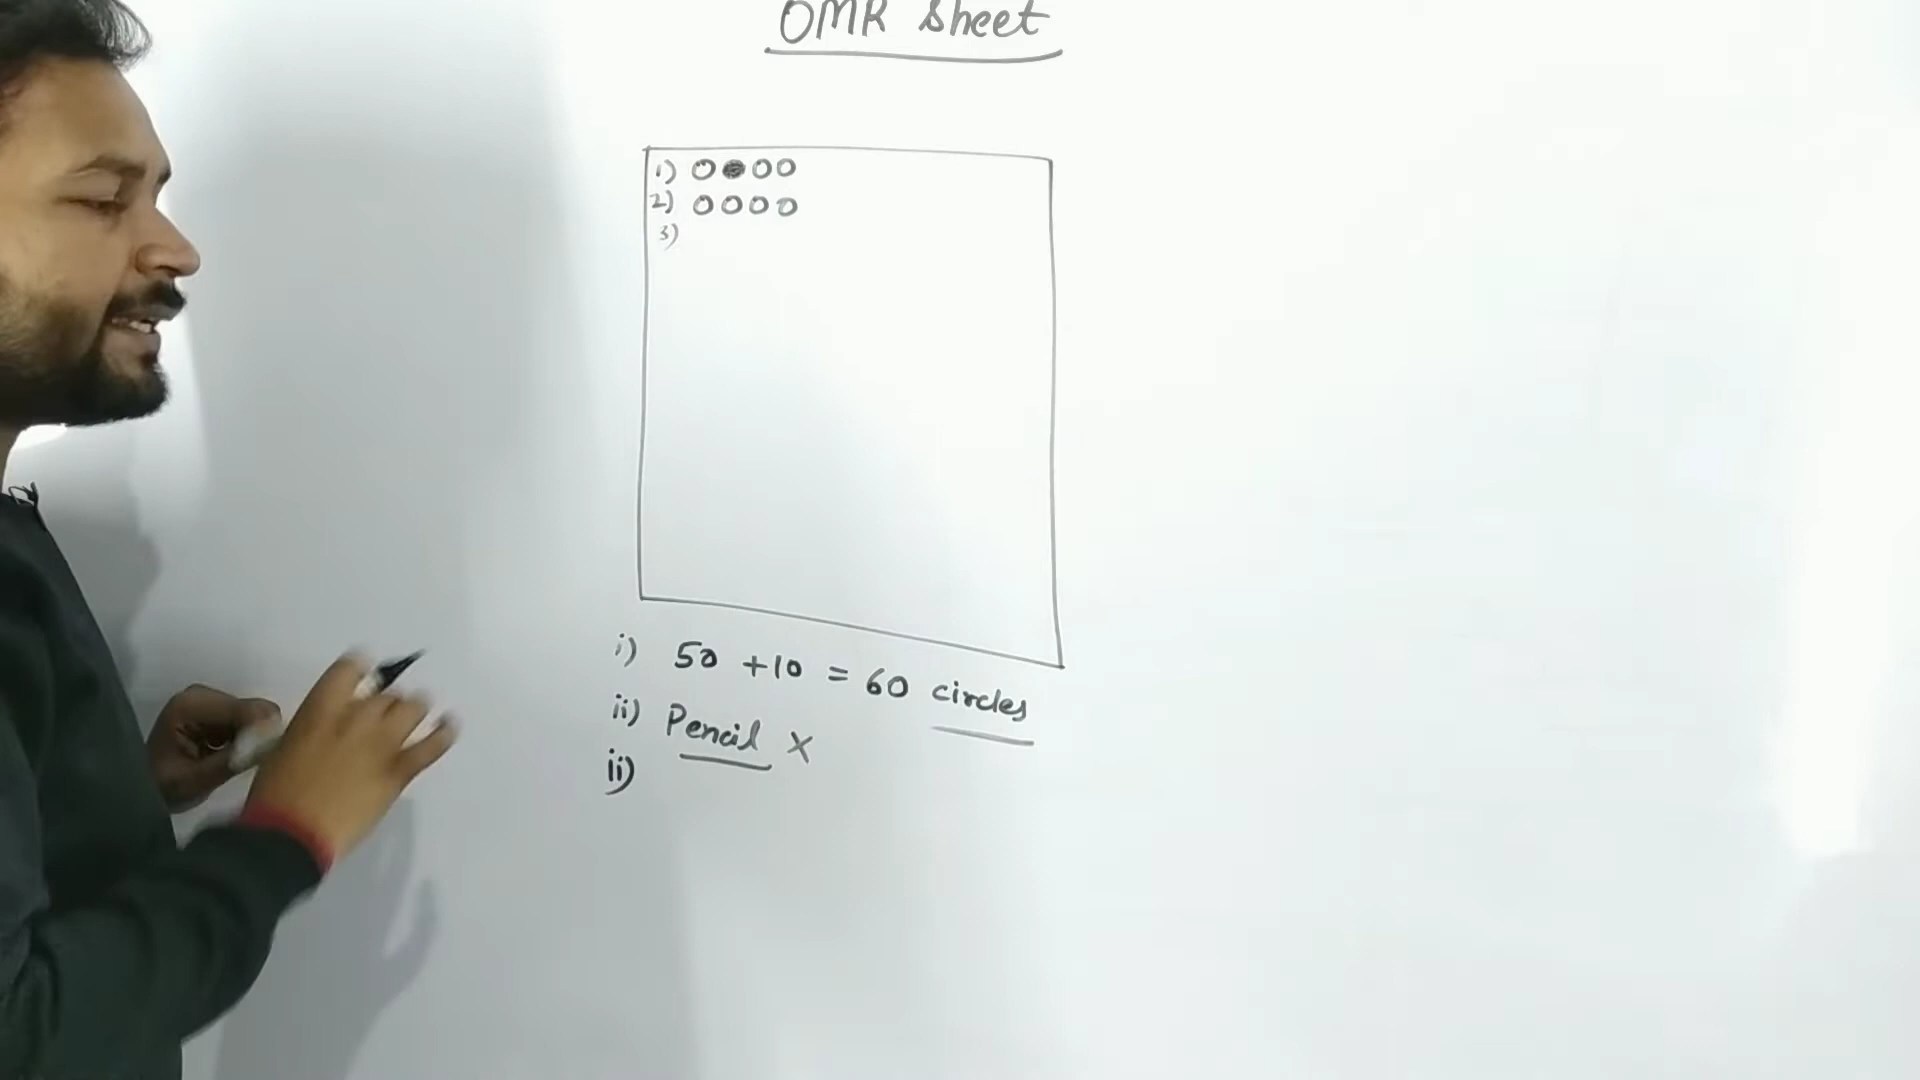 OMR Sheet
1) O ● O O
2) O O O O
3)
i) 50 + 10 = 60 circles
ii) Pencil ×
ii)